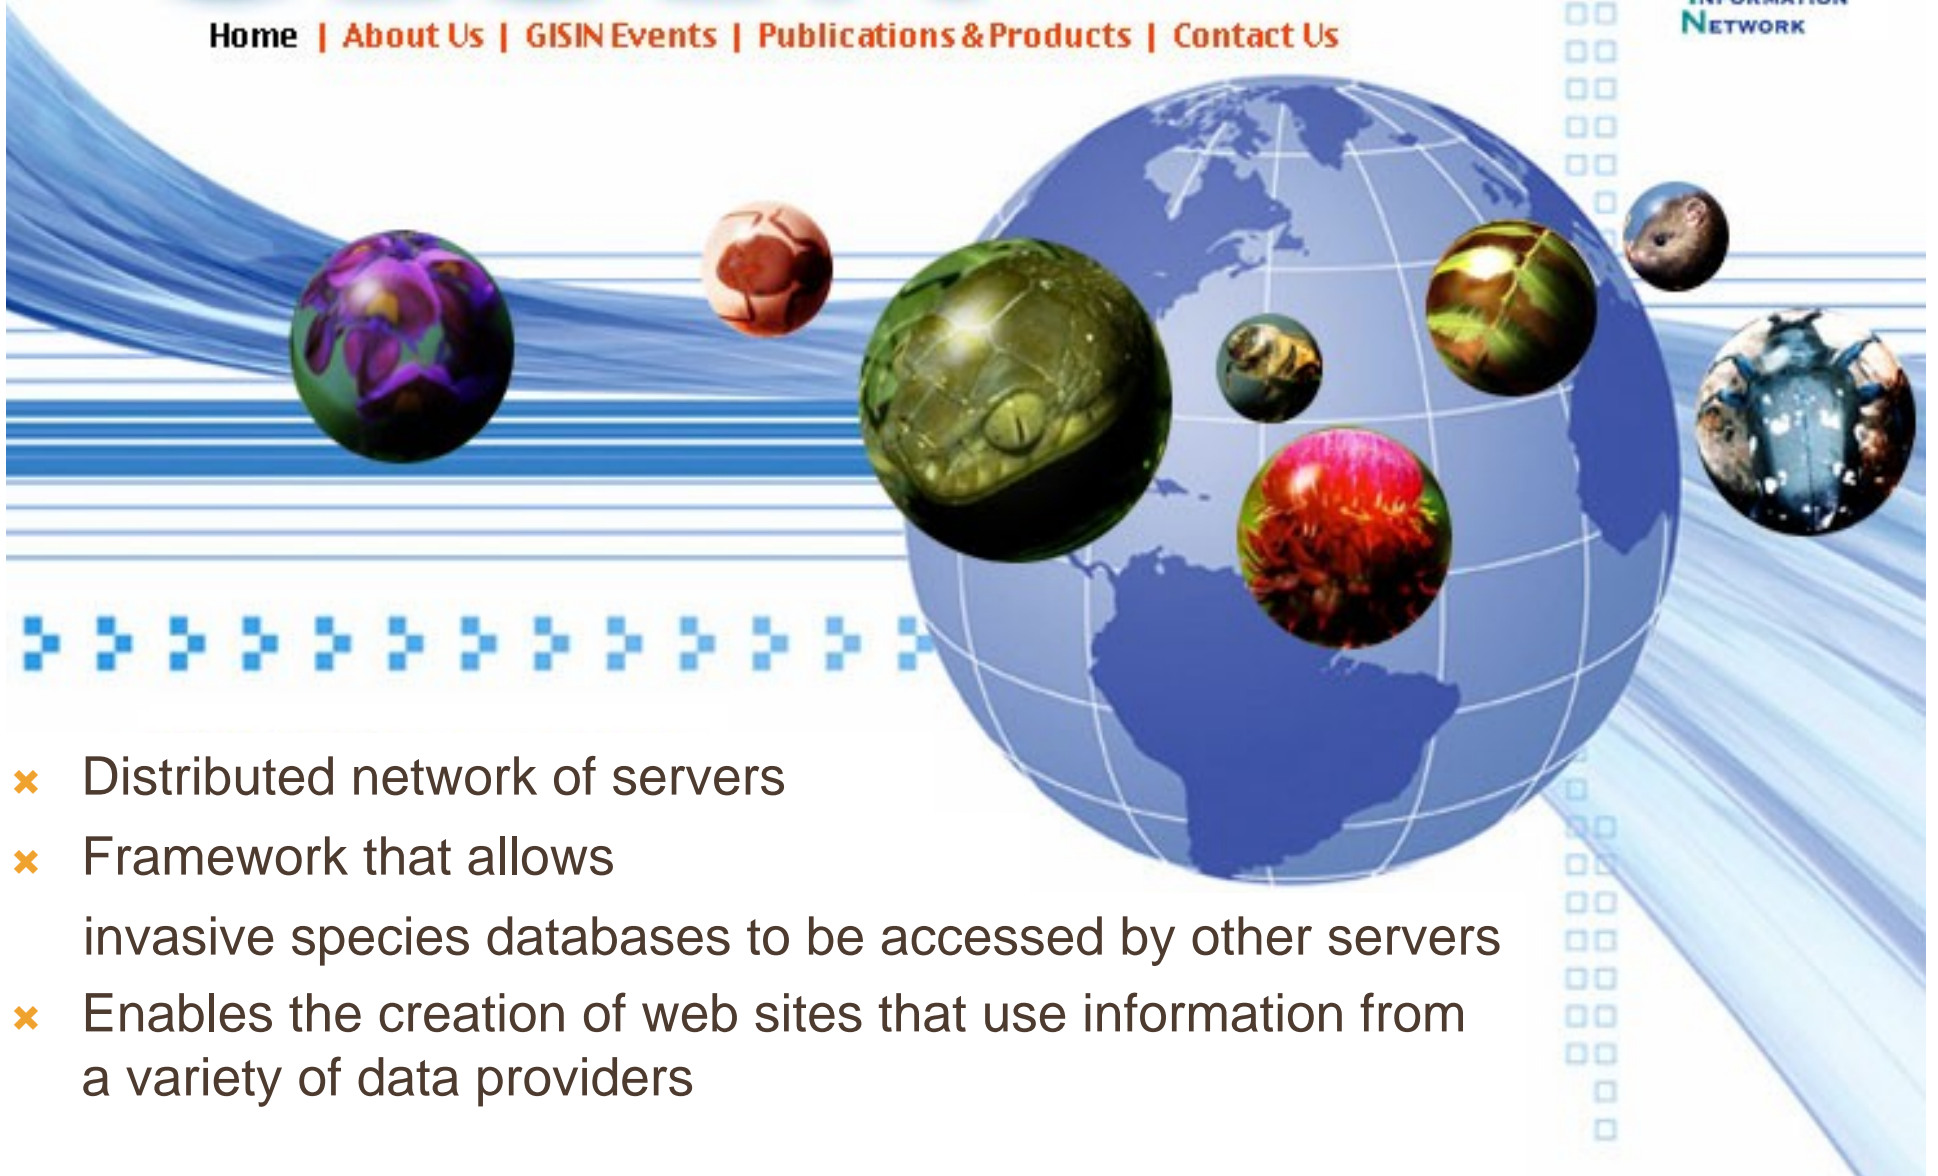 INFORMATION
NETWORK
Home | About Us | GISIN Events | Publications & Products | Contact Us
Distributed network of servers
Framework that allows
invasive species databases to be accessed by other servers
Enables the creation of web sites that use information from
a variety of data providers